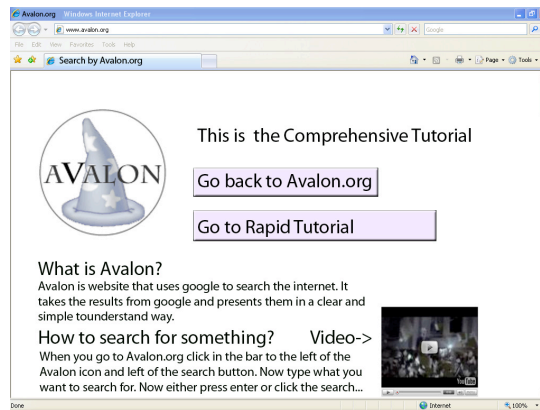 Avalon.org Windows Internet Explorer
www.avalon.org
Google
File Edit View Favorites Tools Help
Search by Avalon.org
Page Tools
AVALON
This is the Comprehensive Tutorial
Go back to Avalon.org
Go to Rapid Tutorial
What is Avalon?
Avalon is website that uses google to search the internet. It
takes the results from google and presents them in a clear and
simple tounderstand way.
How to search for something? Video->
When you go to Avalon.org click in the bar to the left of the
Avalon icon and left of the search button. Now type what you
want to search for. Now either press enter or click the search...
You Tube
Done
Internet
100%